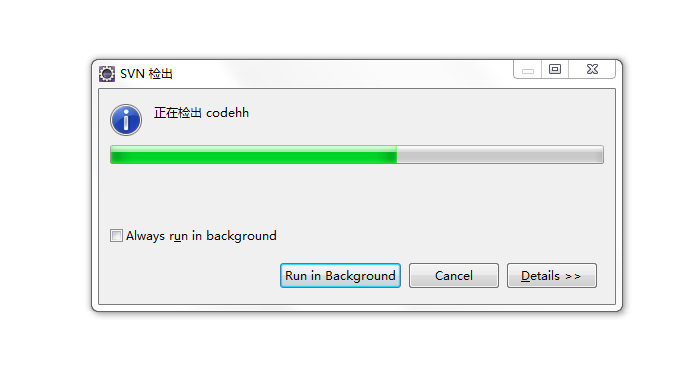 SVN 检出
正在检出 codehh
Always run in background
Run in Background
Cancel
Details >>